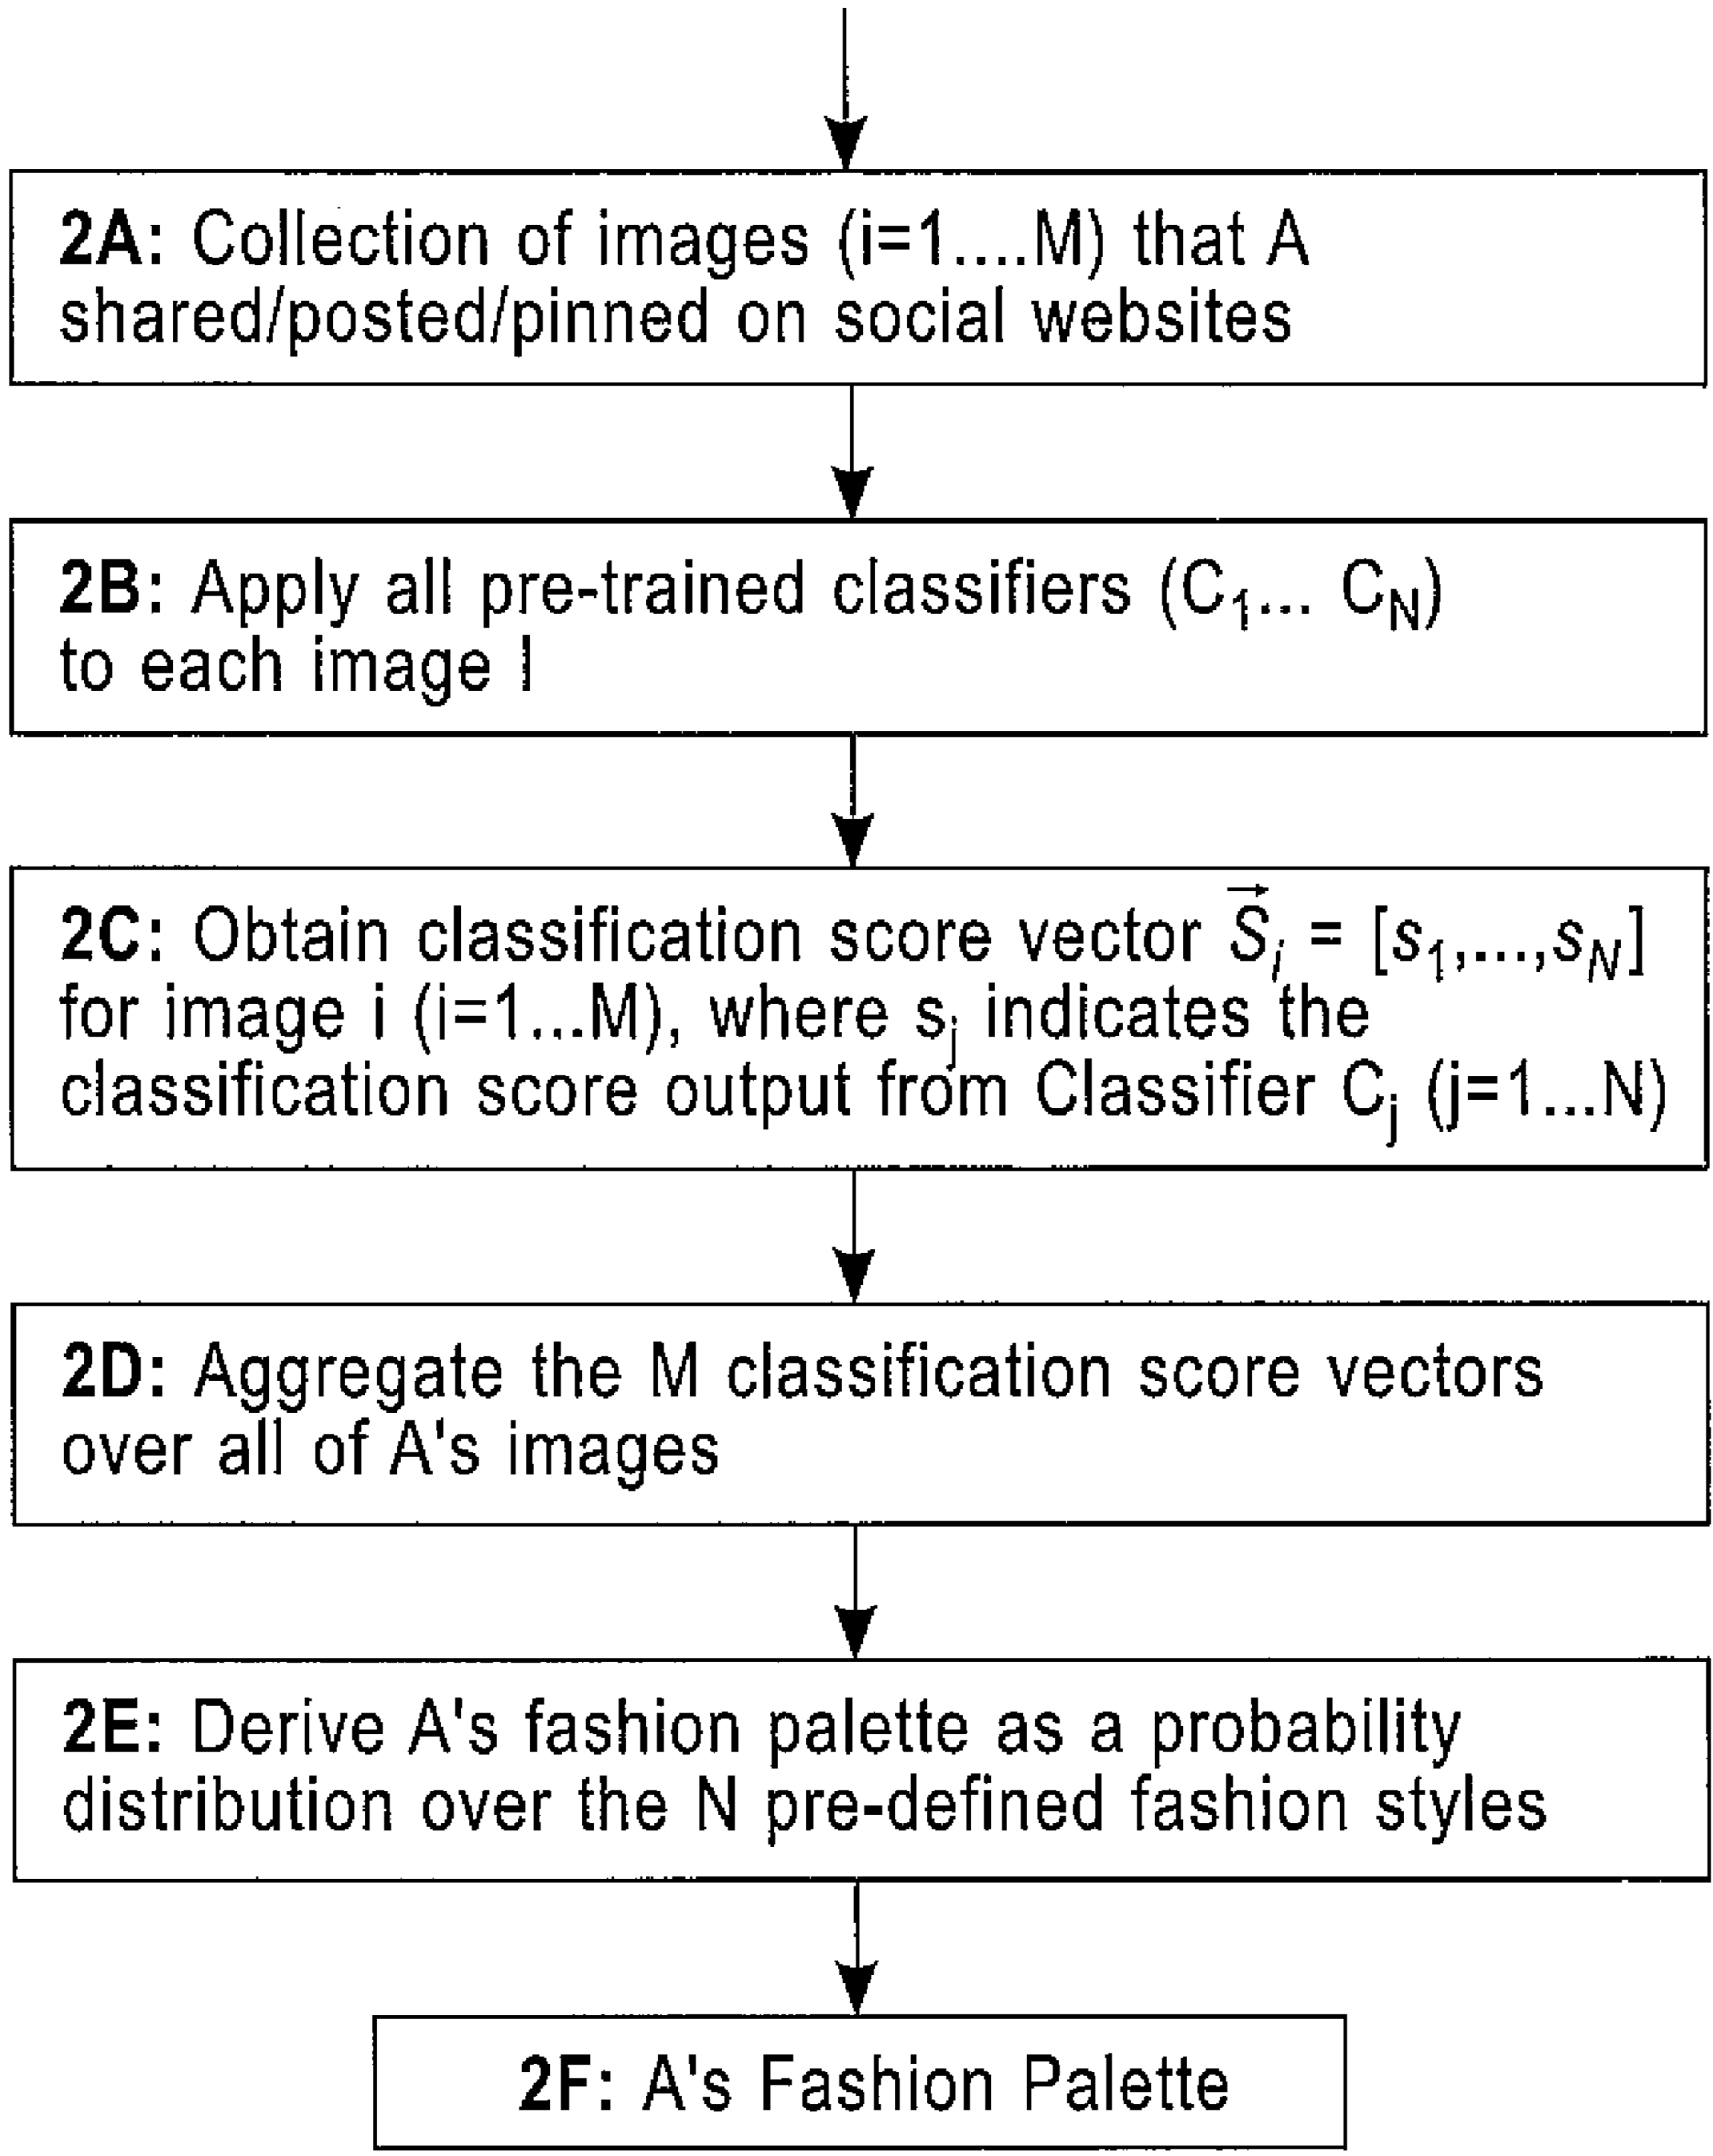 2A: Collection of images (i=1....M) that A
shared/posted/pinned on social websites
2B: Apply all pre-trained classifiers (C₁... C_N)
to each image I
2C: Obtain classification score vector S⃗ᵢ = [s₁,...,s_N]
for image i (i=1...M), where sⱼ indicates the
classification score output from Classifier Cⱼ (j=1...N)
2D: Aggregate the M classification score vectors
over all of A's images
2E: Derive A's fashion palette as a probability
distribution over the N pre-defined fashion styles
2F: A's Fashion Palette